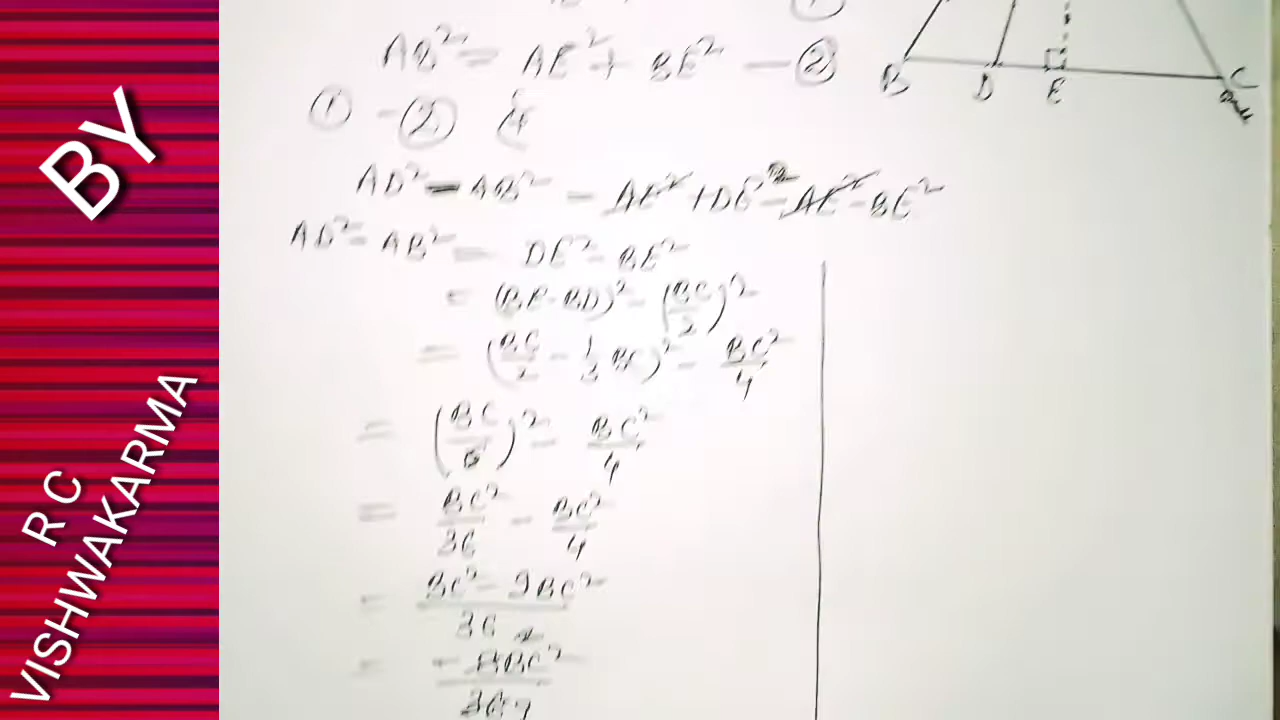 BY
R C
VISHWAKARMA
AB² = AE² + BE² — ②
B D E C
① - ② से
AD² - AB² = AE² + DE² - AE² - BE²
AD² - AB² = DE² - BE²
= (BE - BD)² - (BC/2)²
= (BC/2 - 1/3 BC)² - BC²/4
= (BC/6)² - BC²/4
= BC²/36 - BC²/4
= BC² - 9BC²/36
= -8BC²/36